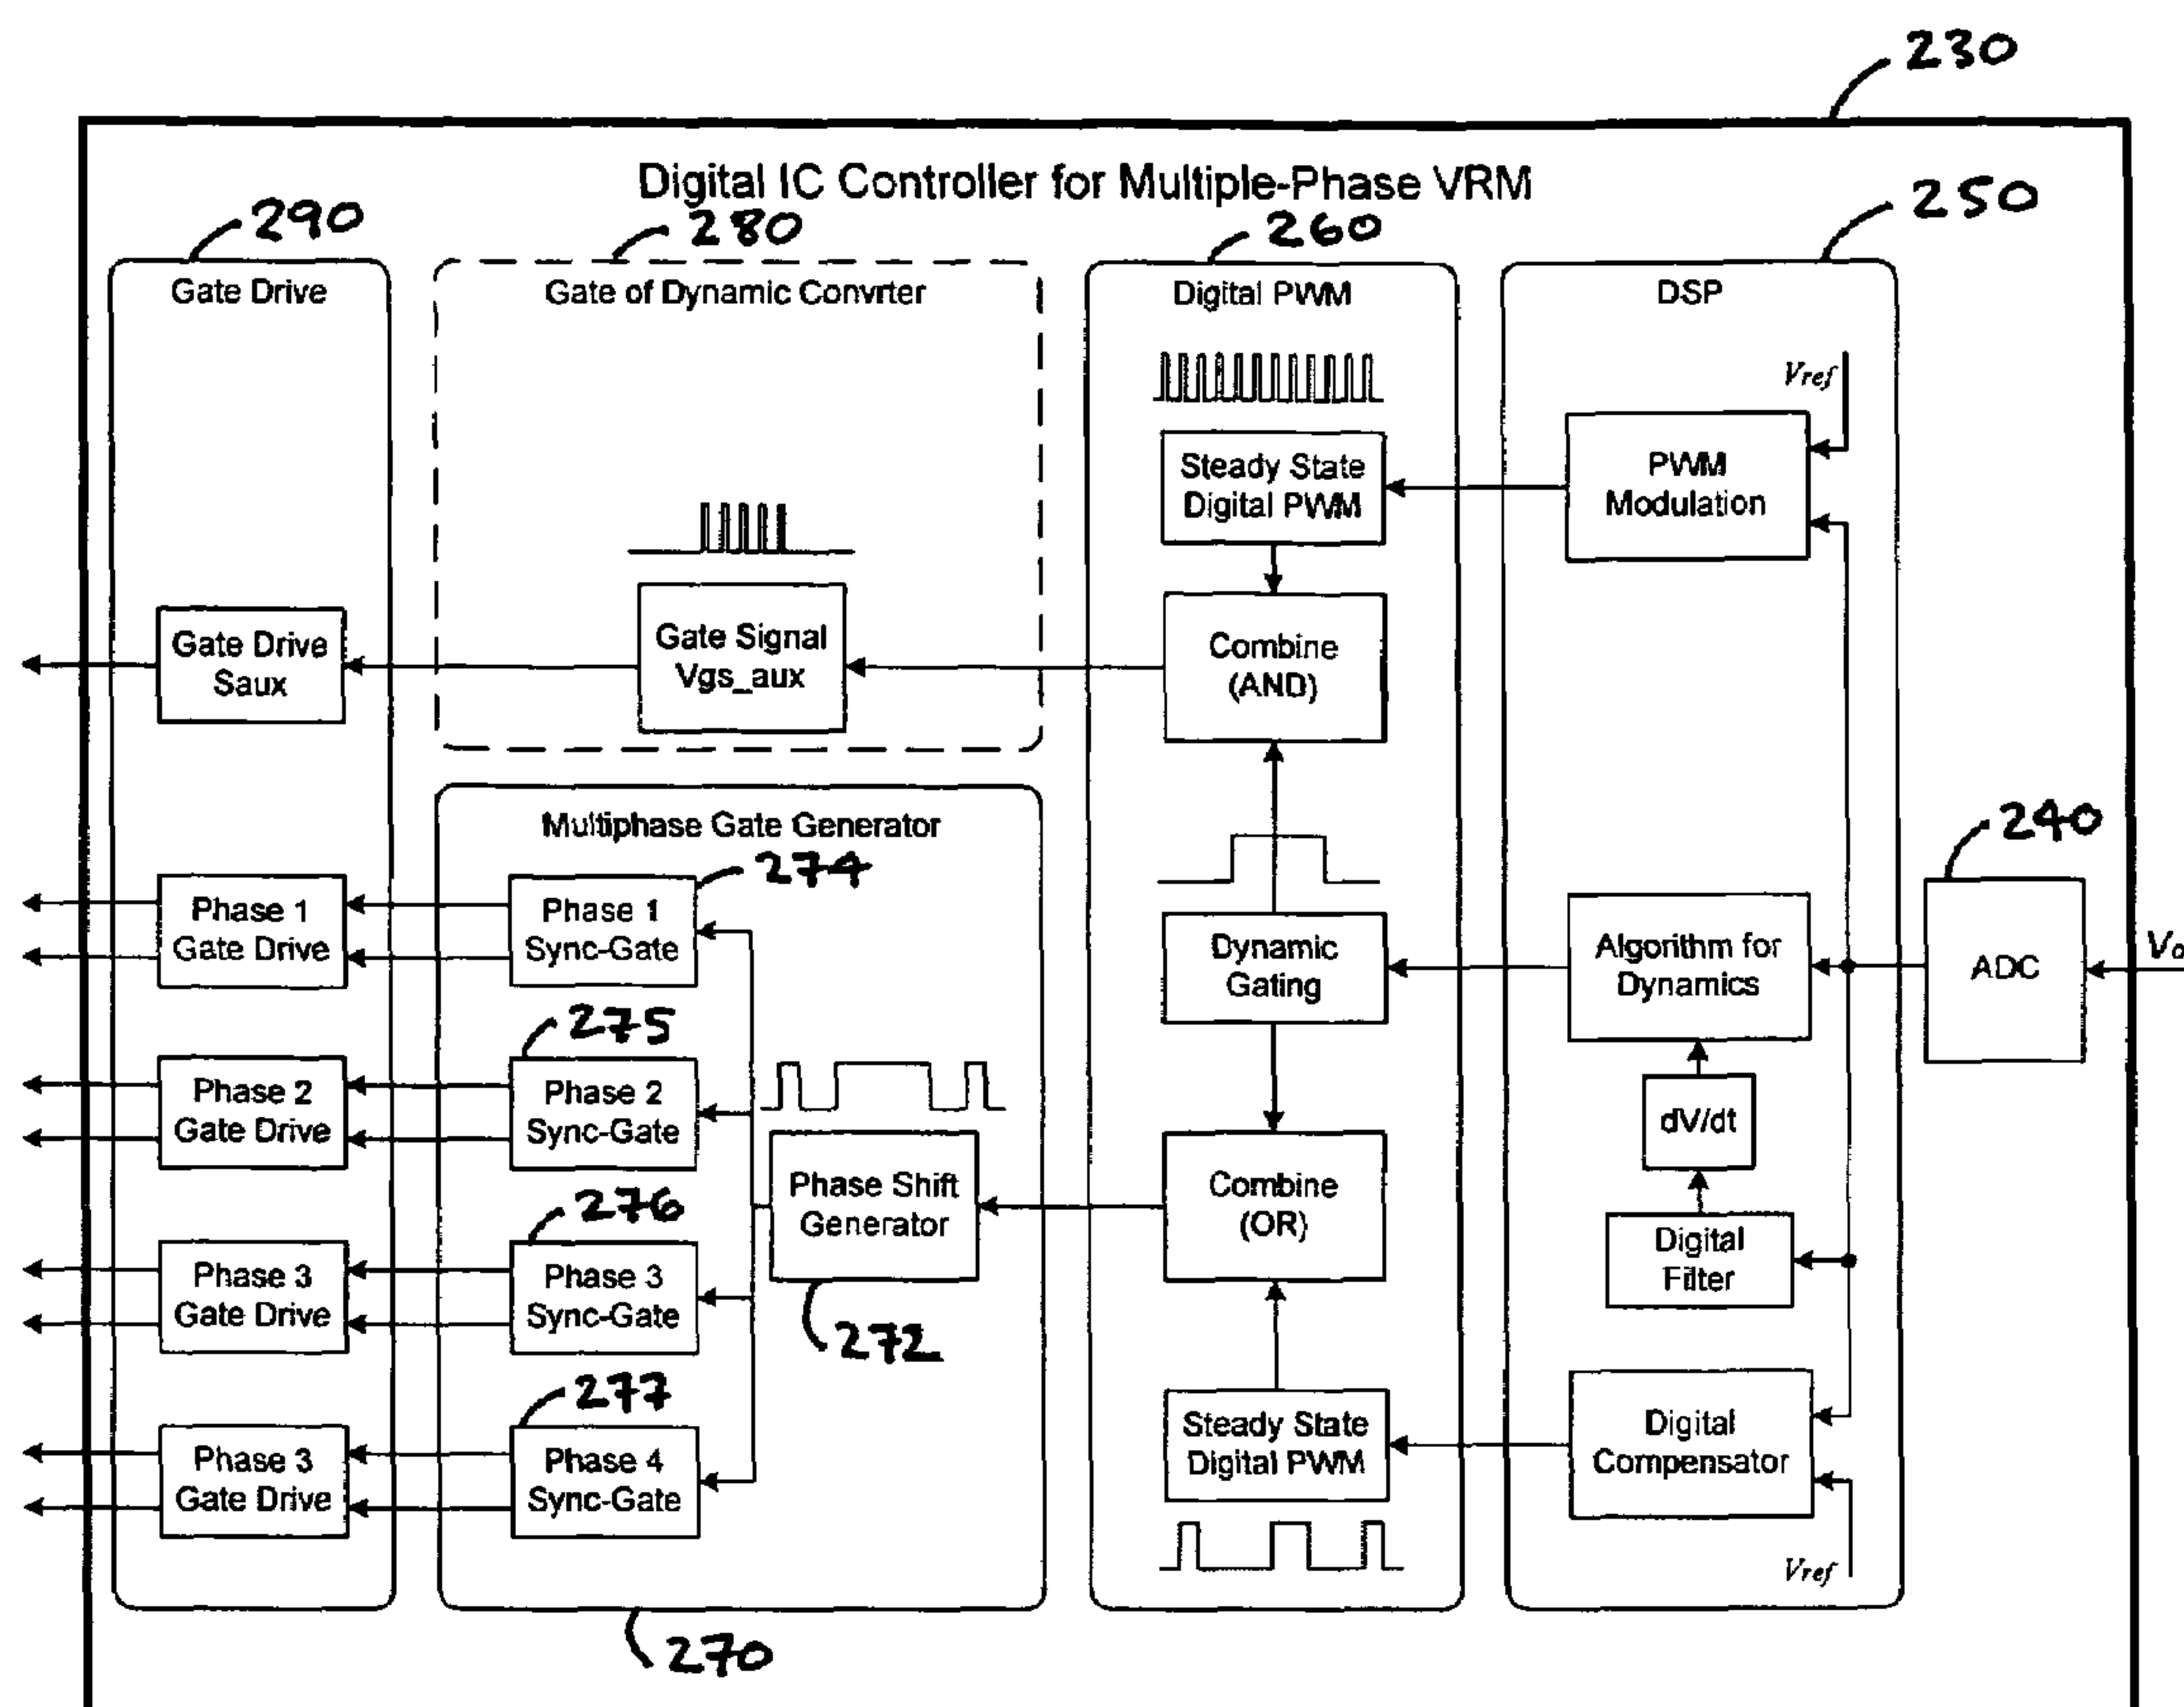 230
Digital IC Controller for Multiple-Phase VRM
290
280
260
250
Gate Drive
Gate of Dynamic Convrter
Digital PWM
DSP
Vref
Steady State
Digital PWM
PWM
Modulation
Gate Drive
Saux
Gate Signal
Vgs_aux
Combine
(AND)
Multiphase Gate Generator
274
240
Phase 1
Gate Drive
Phase 1
Sync-Gate
Dynamic
Gating
Algorithm for
Dynamics
ADC
Vo
275
Phase 2
Gate Drive
Phase 2
Sync-Gate
dV/dt
Phase Shift
Generator
272
Combine
(OR)
Digital
Filter
276
Phase 3
Gate Drive
Phase 3
Sync-Gate
277
Phase 3
Gate Drive
Phase 4
Sync-Gate
Steady State
Digital PWM
Digital
Compensator
Vref
270